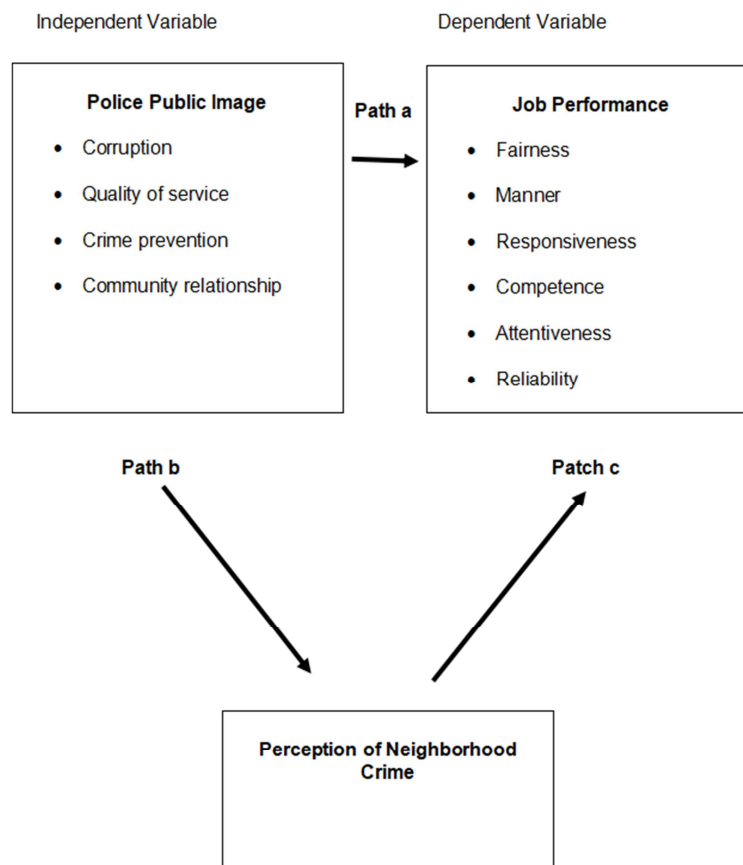 Independent Variable
Dependent Variable
Police Public Image
• Corruption
• Quality of service
• Crime prevention
• Community relationship
Path a
Job Performance
• Fairness
• Manner
• Responsiveness
• Competence
• Attentiveness
• Reliability
Path b
Patch c
Perception of Neighborhood
Crime